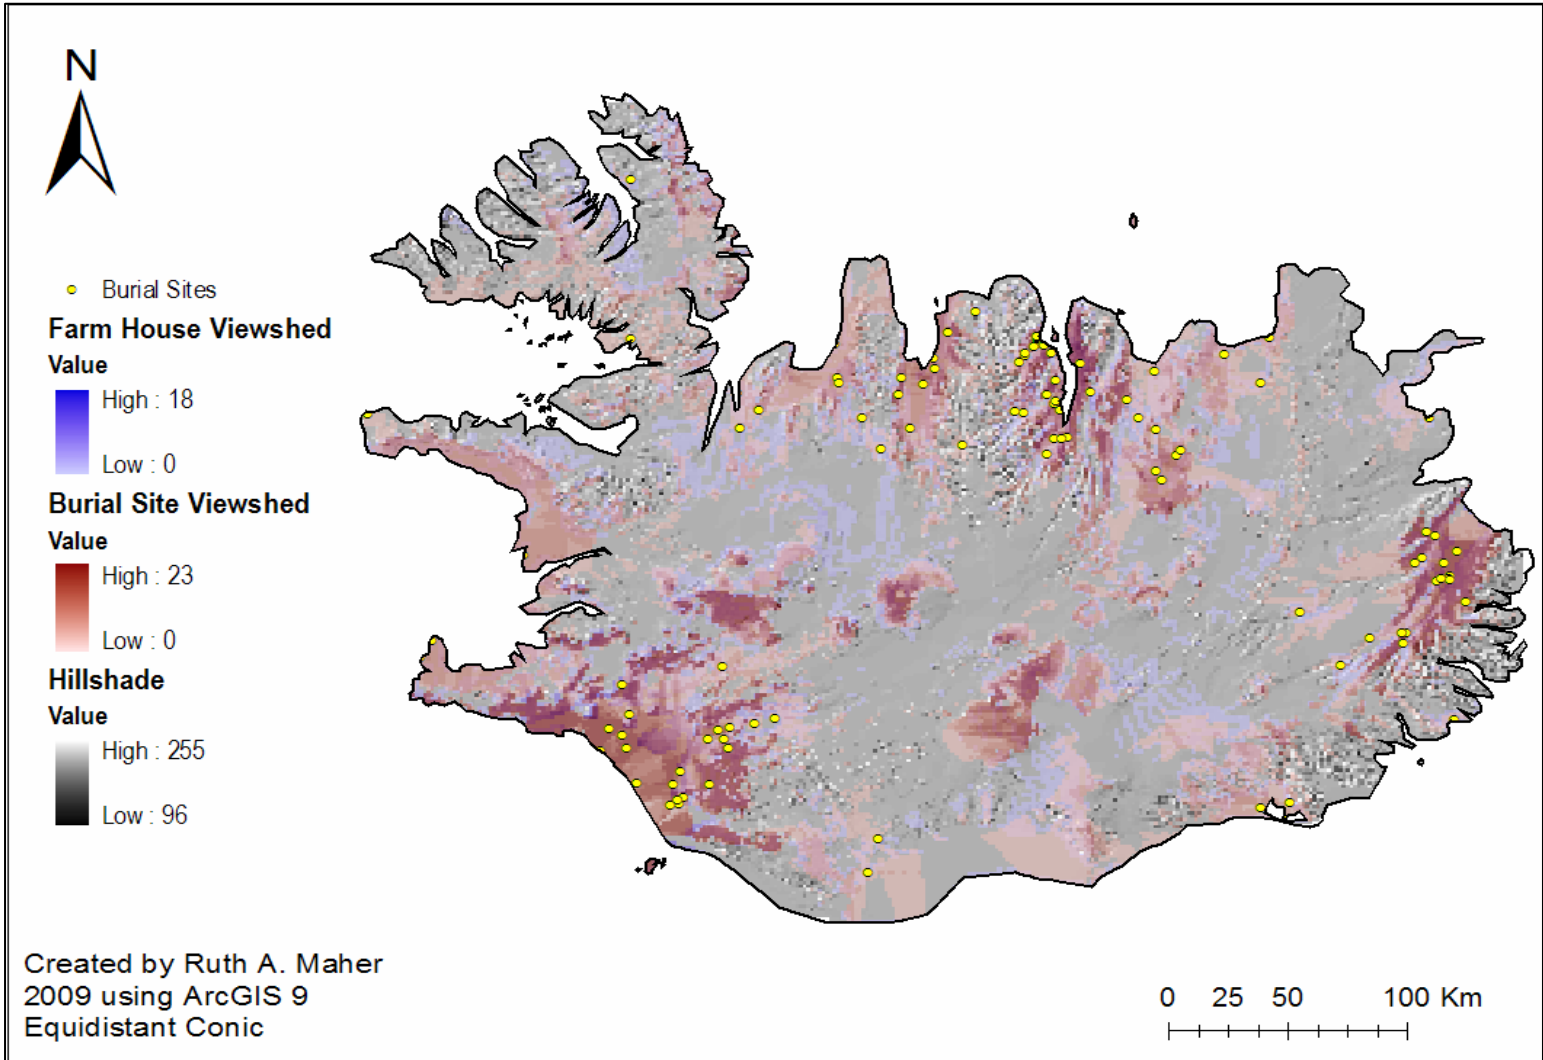 N
Burial Sites
Farm House Viewshed
Value
High : 18
Low : 0
Burial Site Viewshed
Value
High : 23
Low : 0
Hillshade
Value
High : 255
Low : 96
Created by Ruth A. Maher
2009 using ArcGIS 9
Equidistant Conic
0 25 50 100 Km